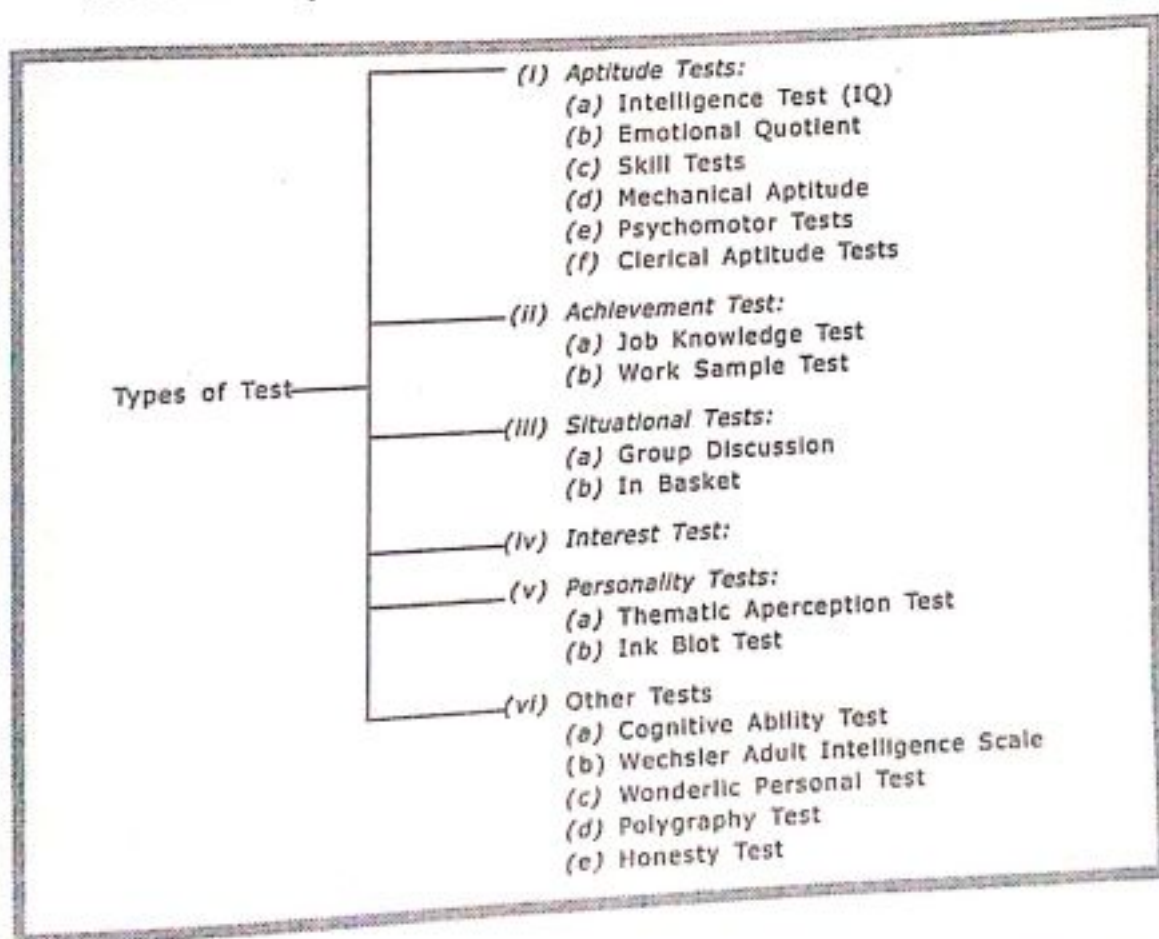 (i) Aptitude Tests:
(a) Intelligence Test (IQ)
(b) Emotional Quotient
(c) Skill Tests
(d) Mechanical Aptitude
(e) Psychomotor Tests
(f) Clerical Aptitude Tests
(ii) Achievement Test:
(a) Job Knowledge Test
(b) Work Sample Test
Types of Test
(iii) Situational Tests:
(a) Group Discussion
(b) In Basket
(iv) Interest Test:
(v) Personality Tests:
(a) Thematic Aperception Test
(b) Ink Blot Test
(vi) Other Tests
(a) Cognitive Ability Test
(b) Wechsler Adult Intelligence Scale
(c) Wonderlic Personal Test
(d) Polygraphy Test
(e) Honesty Test